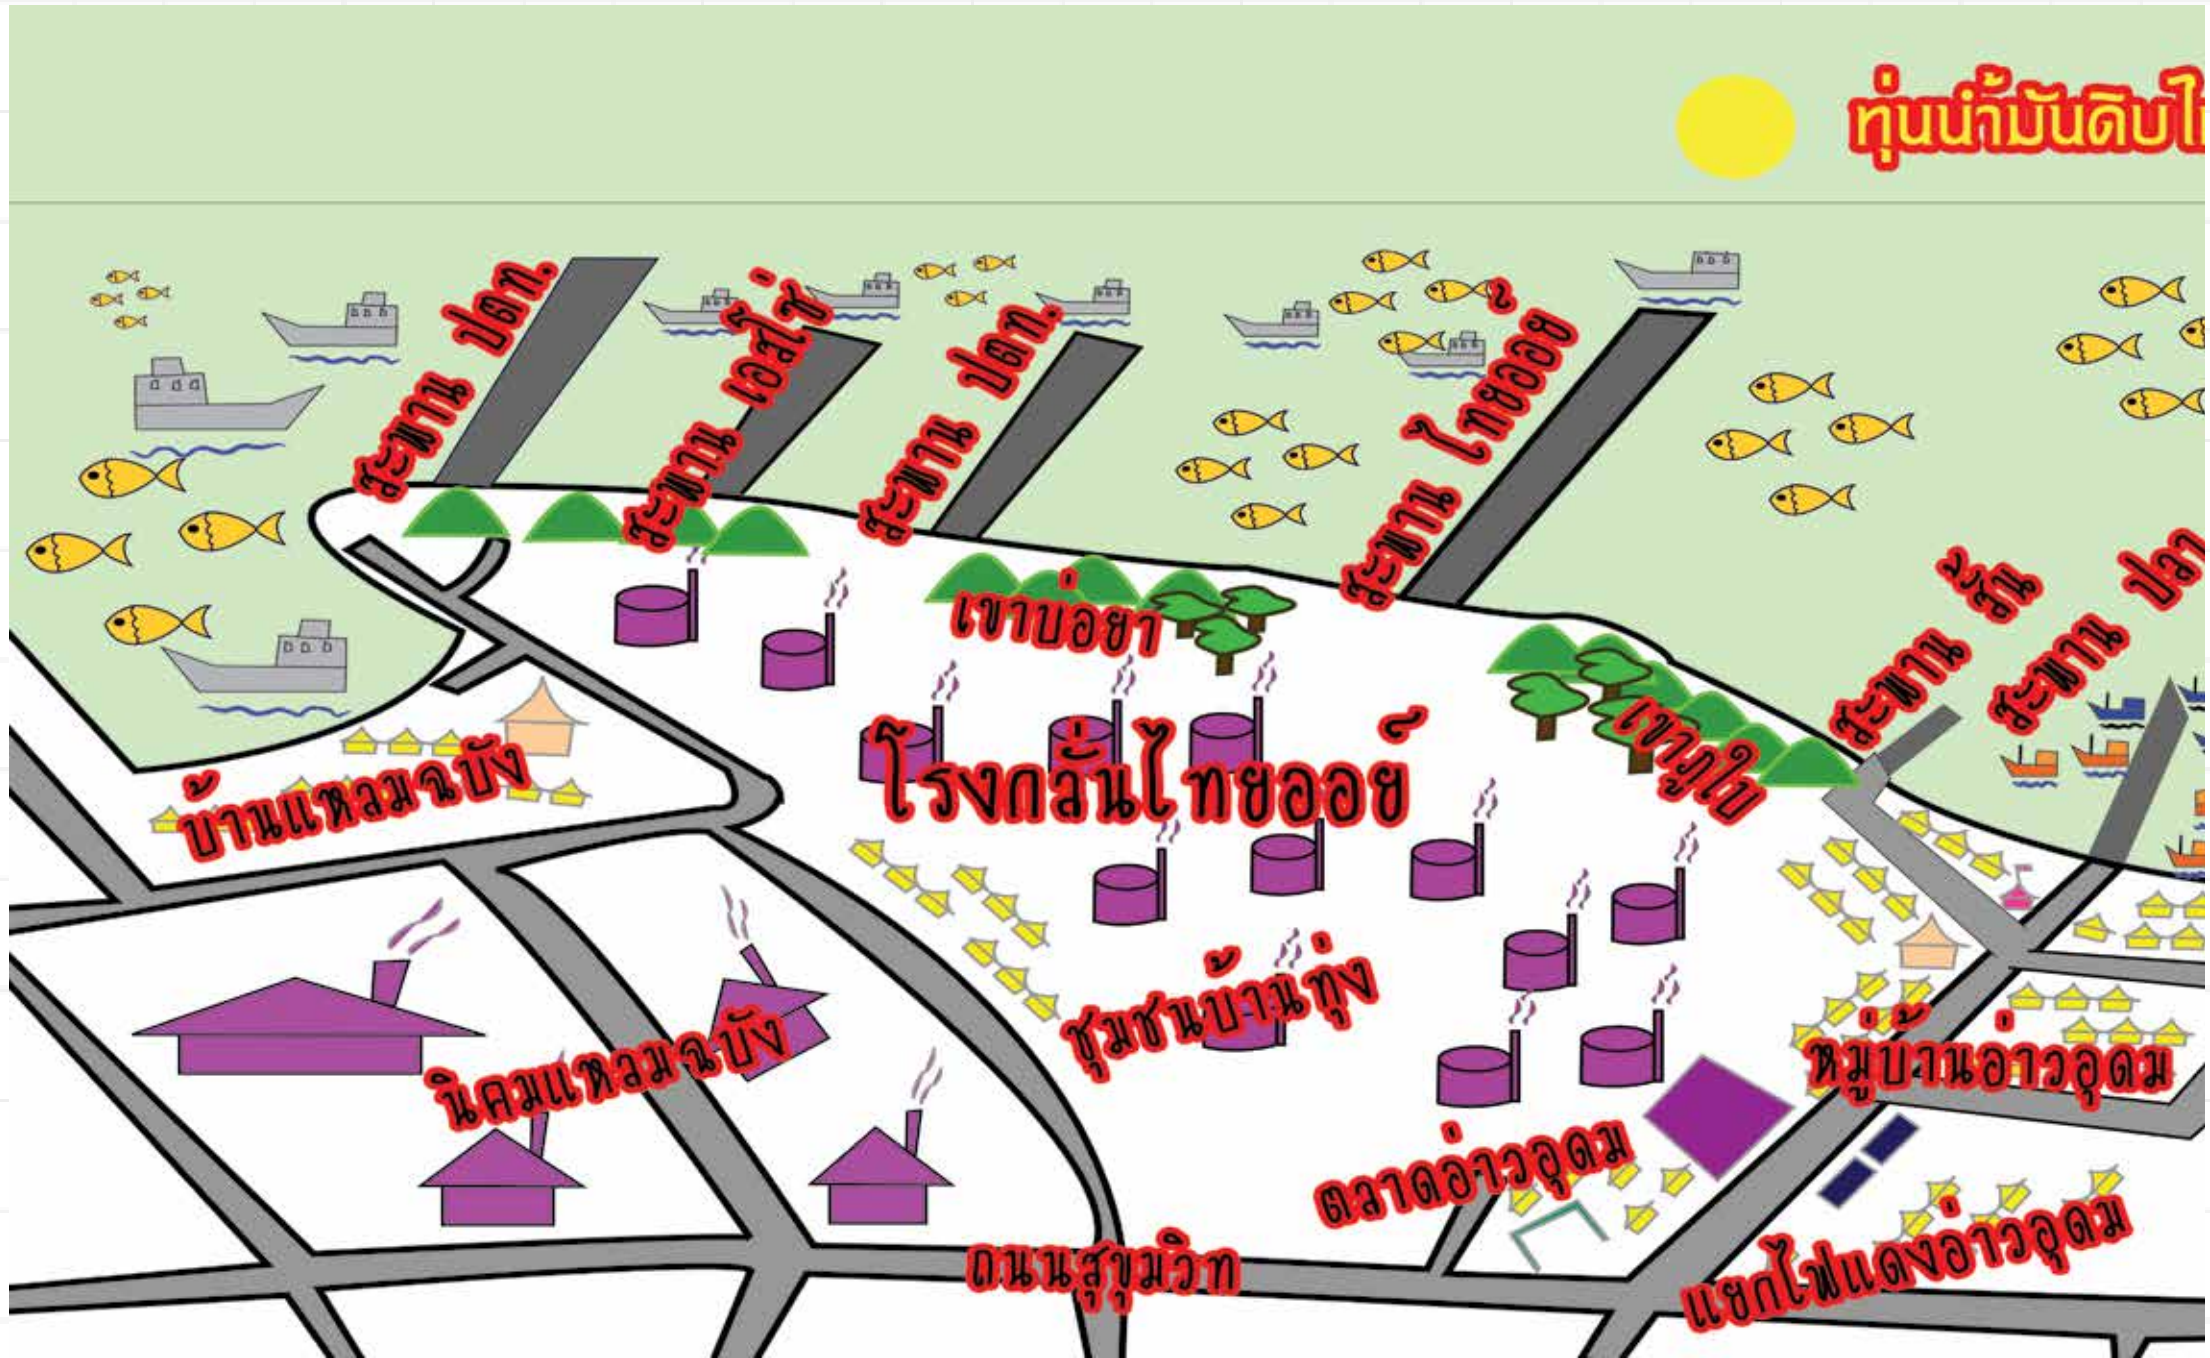 ทุ่นน้ำมันดิบไ
สะพาน ปตท.
สะพาน เอสโซ่
สะพาน ปตท.
สะพาน ไทยออย์
สะพาน ชัน
สะพาน ปลา
เขาบ่อยา
เขาภูใบ
โรงกลั่นไทยออย์
บ้านแหลมฉบัง
ชุมชนบ้านทุ่ง
นิคมแหลมฉบัง
หมู่บ้านอ่าวอุดม
ตลาดอ่าวอุดม
ถนนสุขุมวิท
แยกไฟแดงอ่าวอุดม